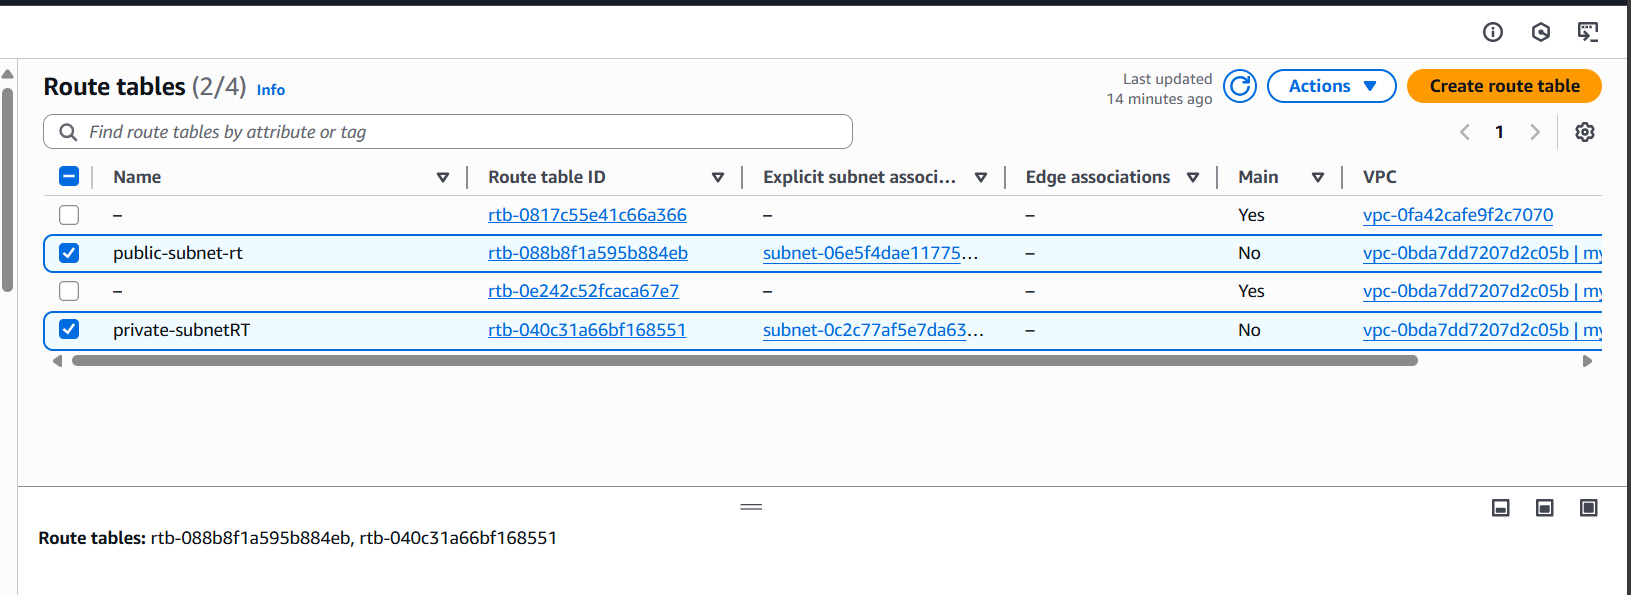 Route tables (2/4) Info
Last updated
14 minutes ago
Actions
Create route table
Find route tables by attribute or tag
1
Name Route table ID Explicit subnet associ... Edge associations Main VPC
– rtb-0817c55e41c66a366 – – Yes vpc-0fa42cafe9f2c7070
public-subnet-rt rtb-088b8f1a595b884eb subnet-06e5f4dae11775... – No vpc-0bda7dd7207d2c05b | my
– rtb-0e242c52fcaca67e7 – – Yes vpc-0bda7dd7207d2c05b | my
private-subnetRT rtb-040c31a66bf168551 subnet-0c2c77af5e7da63... – No vpc-0bda7dd7207d2c05b | my
Route tables: rtb-088b8f1a595b884eb, rtb-040c31a66bf168551